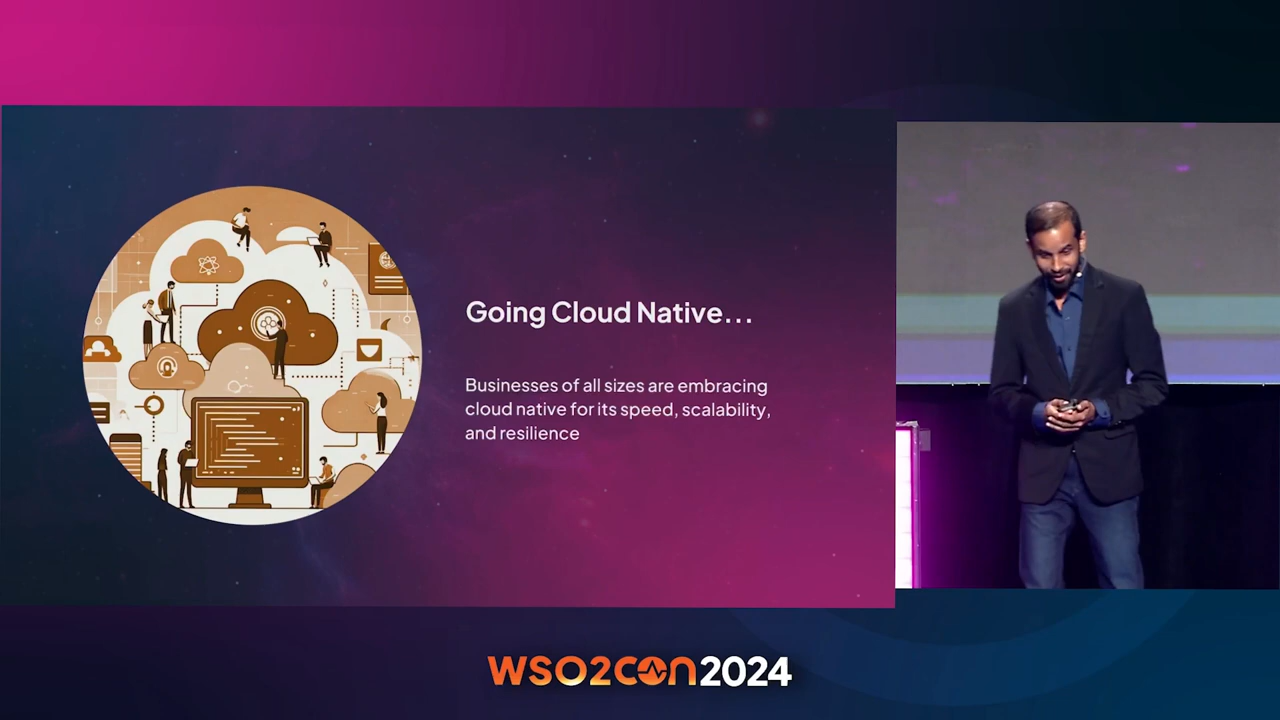 Going Cloud Native...
Businesses of all sizes are embracing
cloud native for its speed, scalability,
and resilience
WSO2CON2024